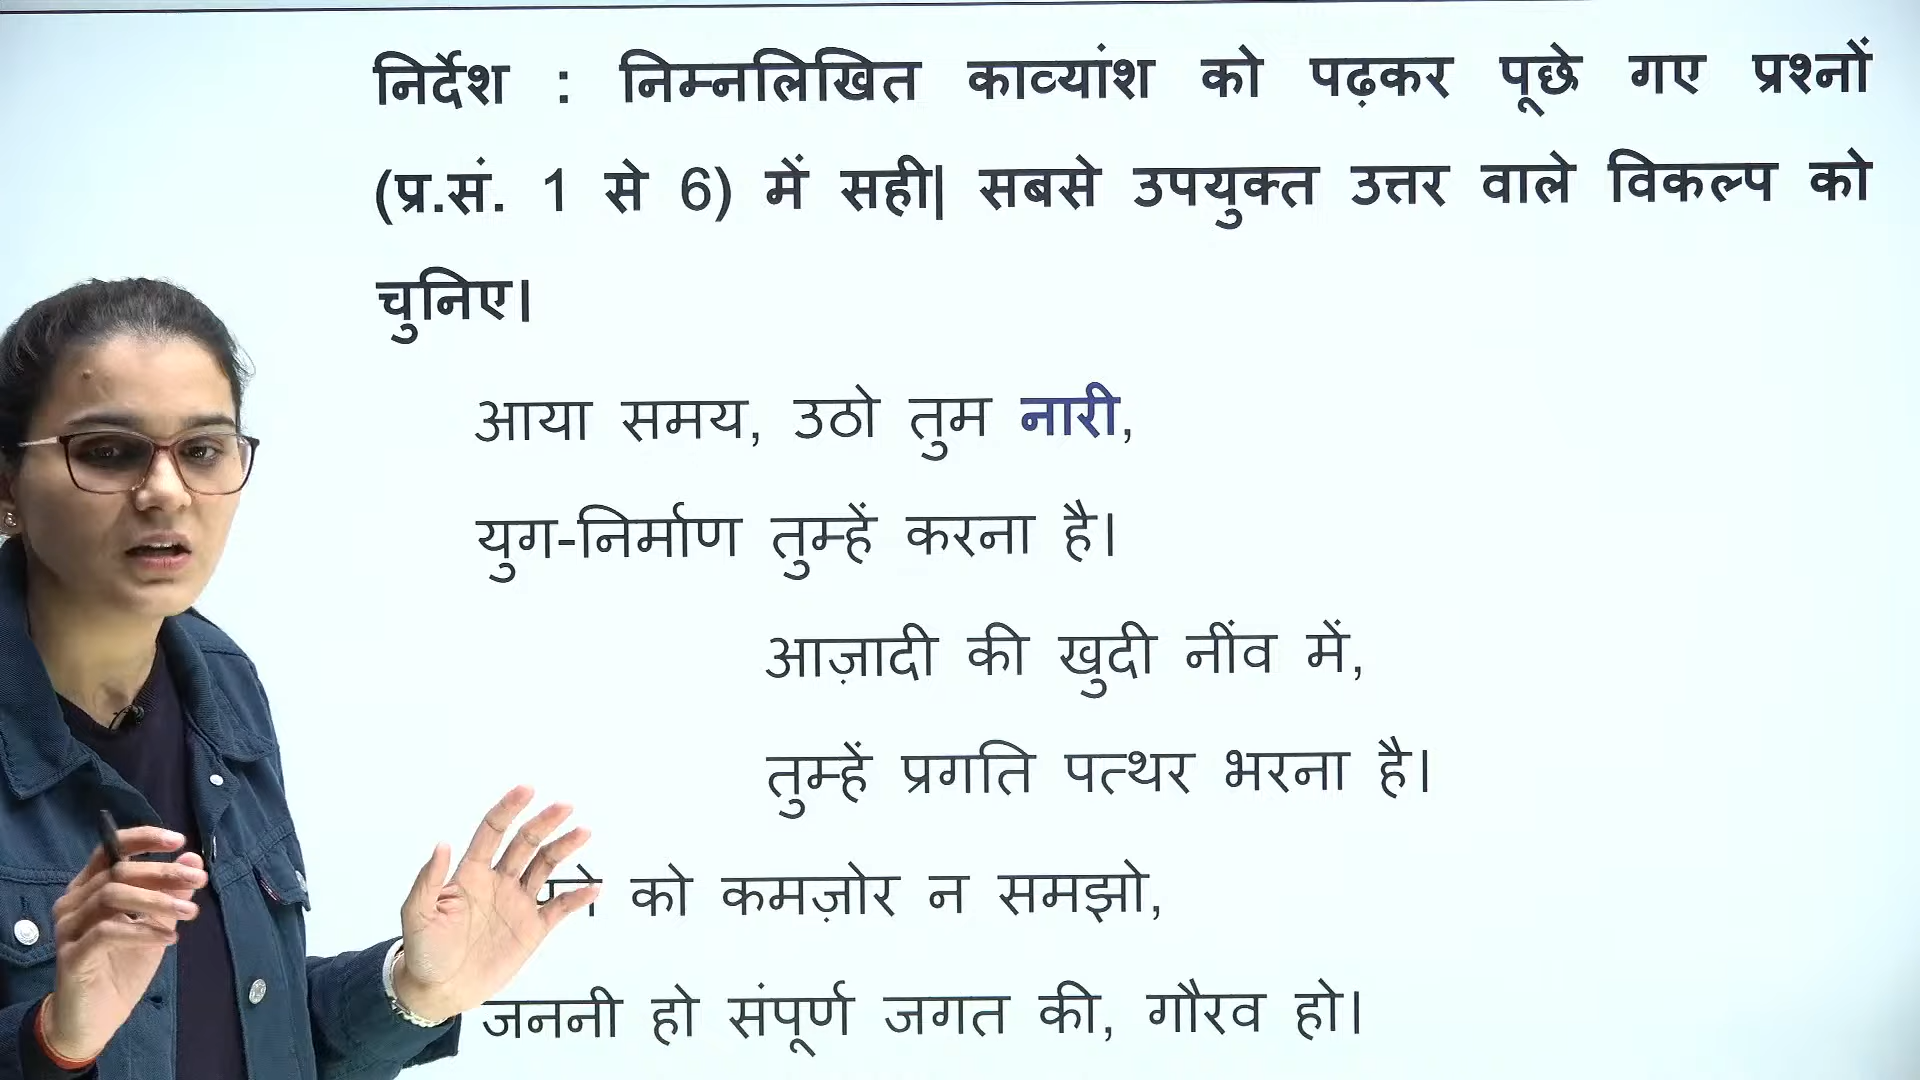 निर्देश : निम्नलिखित काव्यांश को पढ़कर पूछे गए प्रश्नों
(प्र.सं. 1 से 6) में सही| सबसे उपयुक्त उत्तर वाले विकल्प को
चुनिए।
आया समय, उठो तुम नारी,
युग-निर्माण तुम्हें करना है।
आज़ादी की खुदी नींव में,
तुम्हें प्रगति पत्थर भरना है।
को कमज़ोर न समझो,
जननी हो संपूर्ण जगत की, गौरव हो।